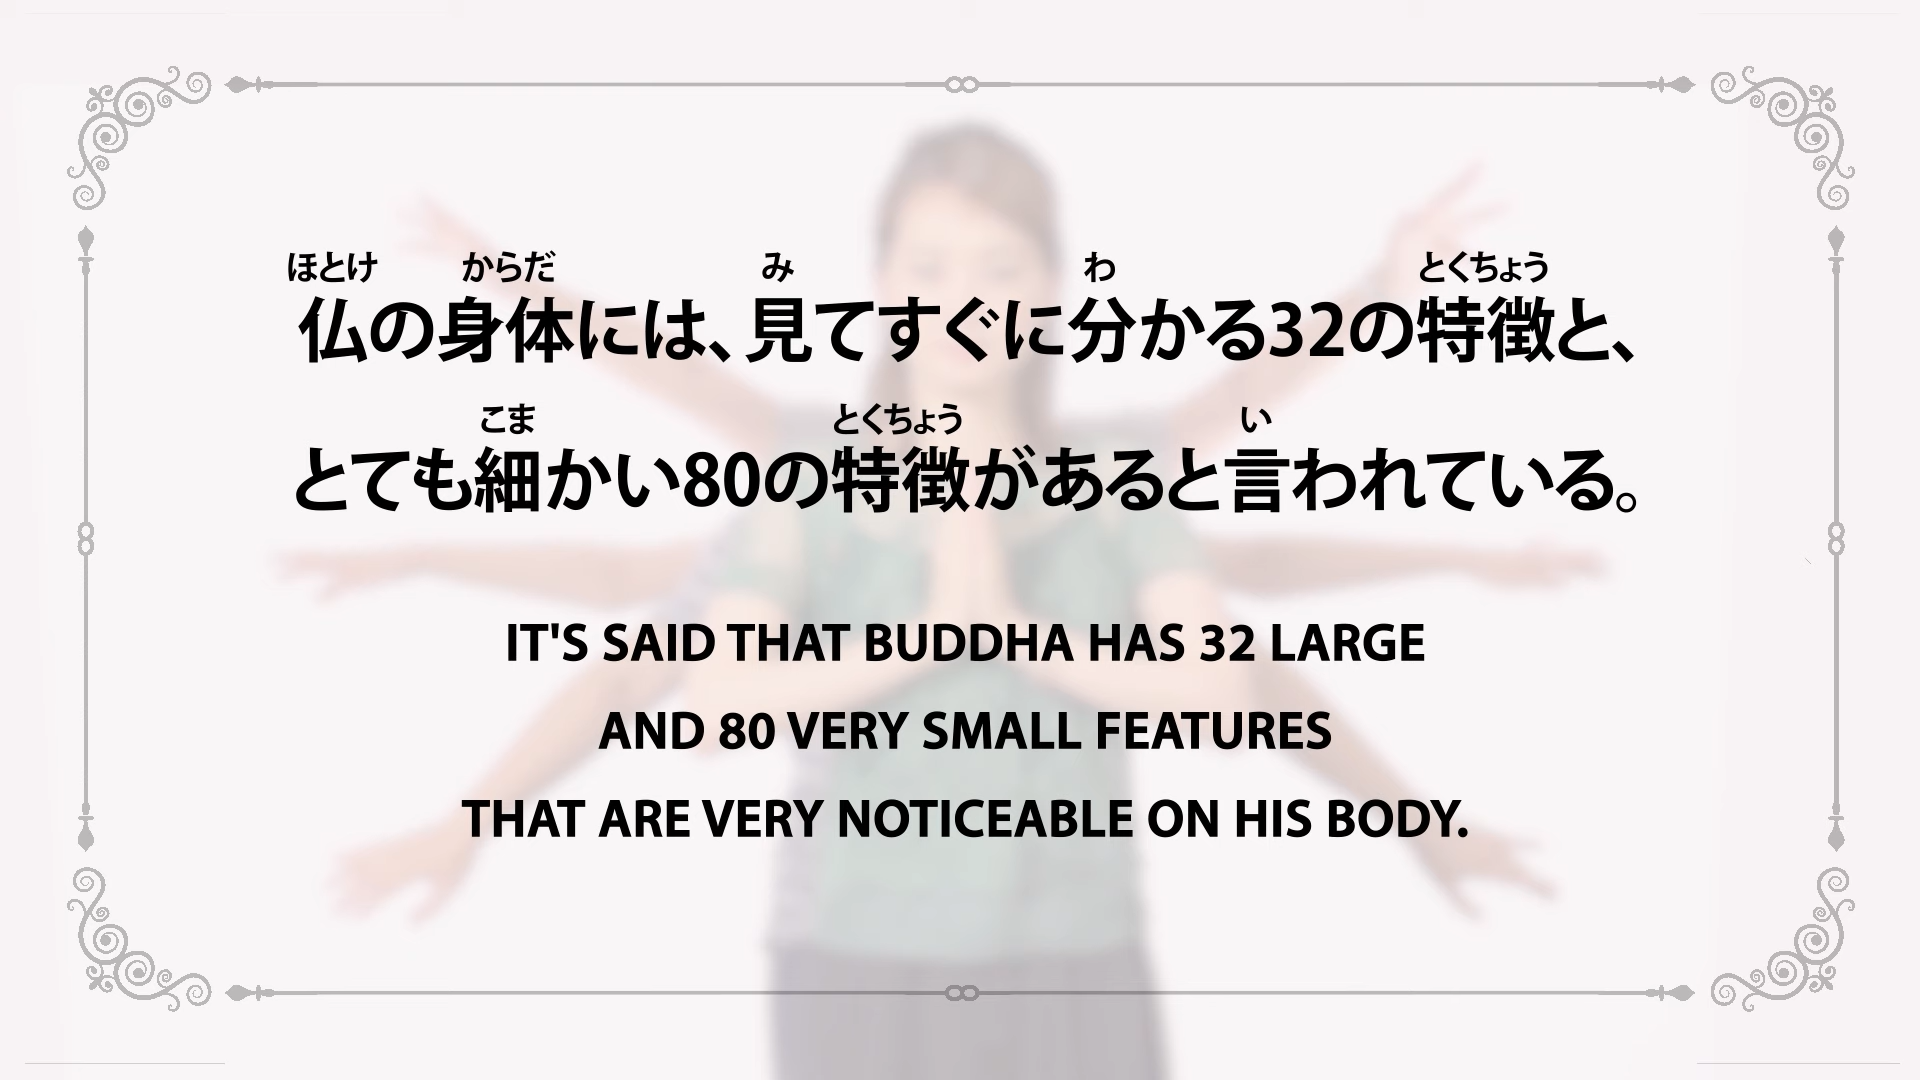 ほとけ からだ み わ とくちょう
仏の身体には、見てすぐに分かる32の特徴と、
こま とくちょう い
とても細かい80の特徴があると言われている。
IT'S SAID THAT BUDDHA HAS 32 LARGE
AND 80 VERY SMALL FEATURES
THAT ARE VERY NOTICEABLE ON HIS BODY.